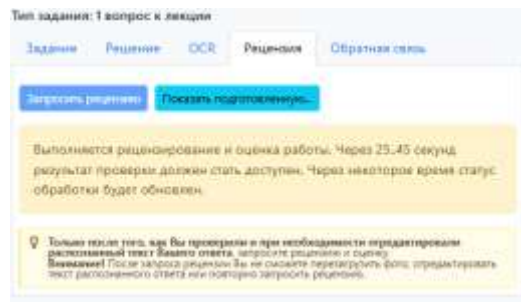 Тип задания: 1 вопрос к лекции
Задание Решение OCR Рецензия Обратная связь
Запросить рецензию Показать подготовленную...
Выполняется рецензирование и оценка работы. Через 25..45 секунд
результат проверки должен стать доступен. Через некоторое время статус
обработки будет обновлен.
Только после того, как Вы проверили и при необходимости отредактировали
распознанный текст Вашего ответа, запросите рецензию и оценку.
Внимание! После запроса рецензии Вы не сможете перезагрузить фото, отредактировать
текст распознанного ответа или повторно запросить рецензию.